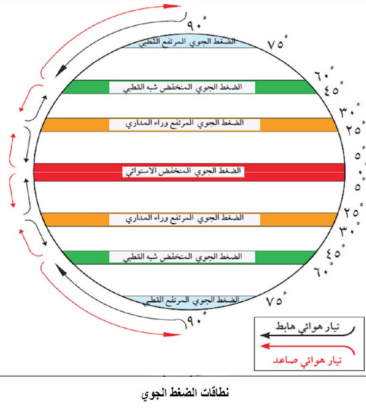 ٩٠°
الضغط الجوي المرتفع القطبي
٧٥°
٦٠°
الضغط الجوي المنخفض شبه القطبي
٤٥°
٣٠°
الضغط الجوي المرتفع وراء المداري
٢٥°
٥°
الضغط الجوي المنخفض الاستوائي
٥°
٢٥°
الضغط الجوي المرتفع وراء المداري
٣٠°
٤٥°
الضغط الجوي المنخفض شبه القطبي
٦٠°
الضغط الجوي المرتفع القطبي
٧٥°
٩٠°
تيار هوائي هابط
تيار هوائي صاعد
نطاقات الضغط الجوي